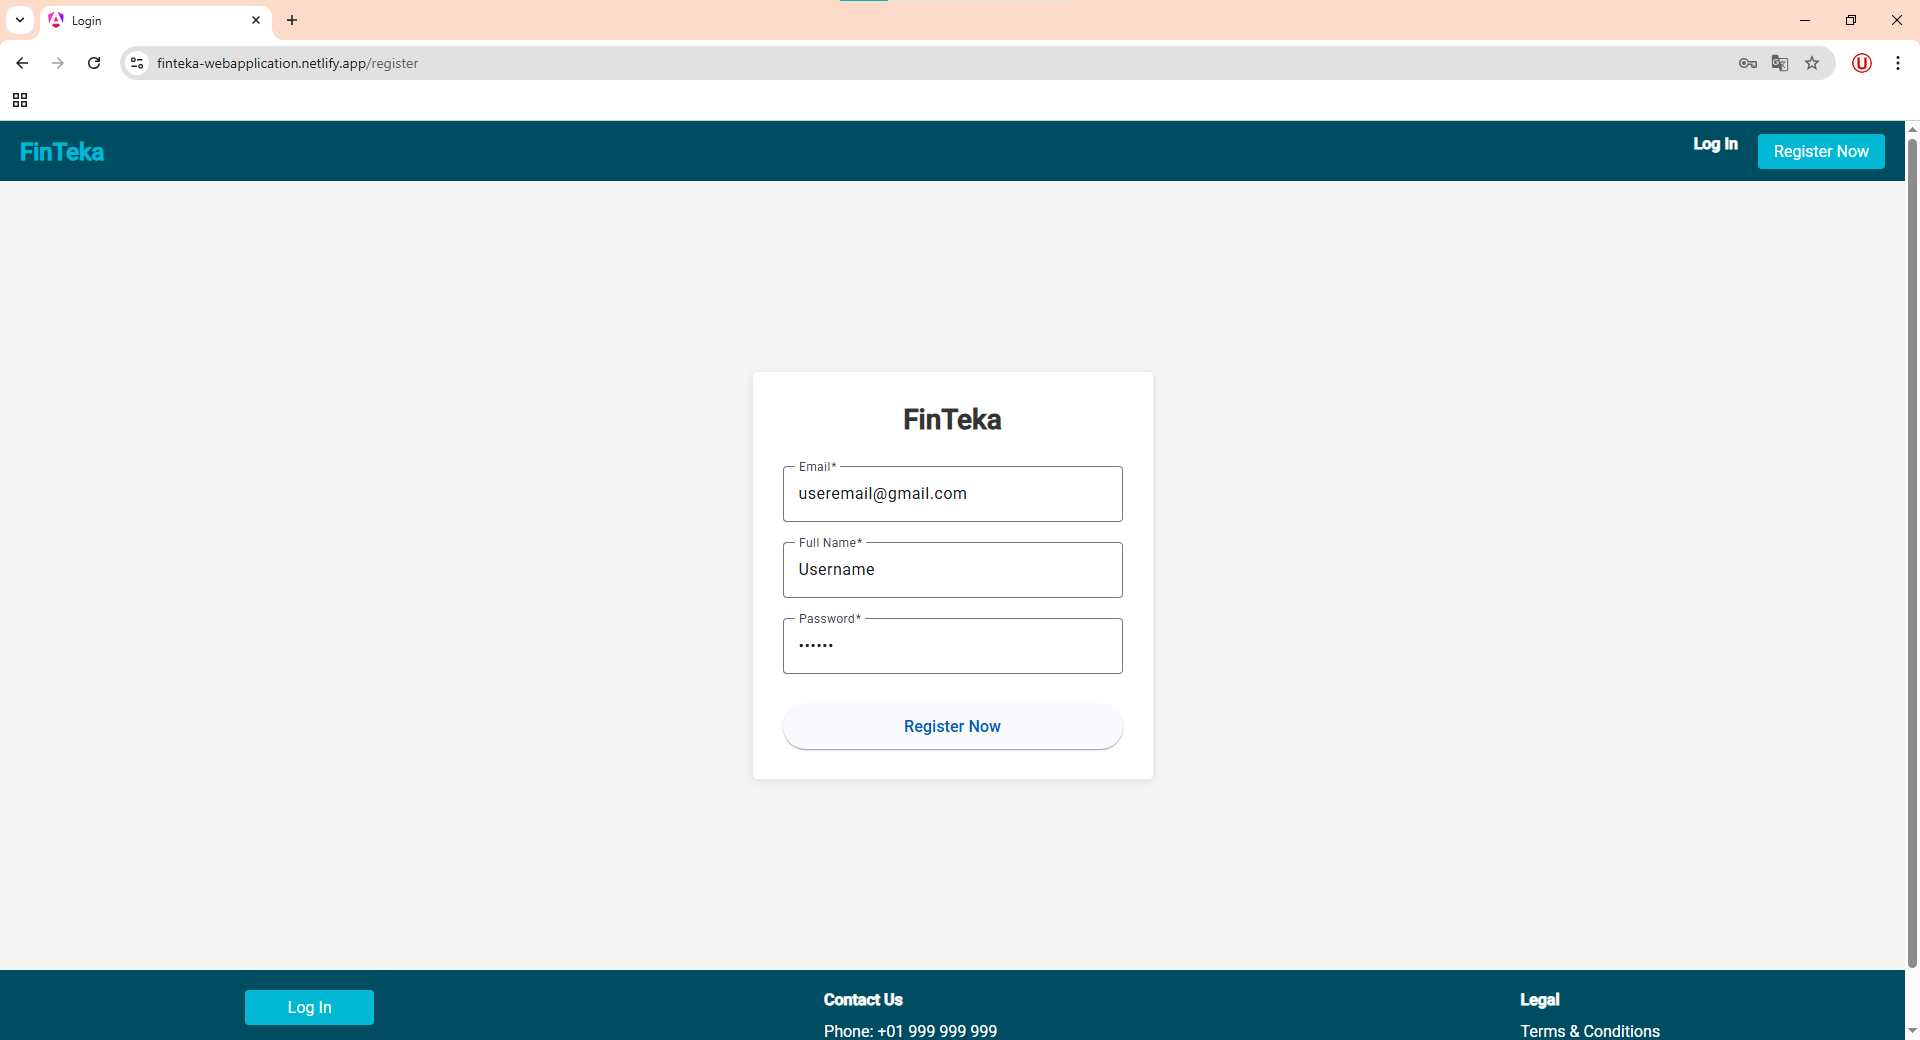 Login
finteka-webapplication.netlify.app/register
FinTeka
Log In
Register Now
FinTeka
Email*
useremail@gmail.com
Full Name*
Username
Password*
••••••
Register Now
Log In
Contact Us
Phone: +01 999 999 999
Legal
Terms & Conditions